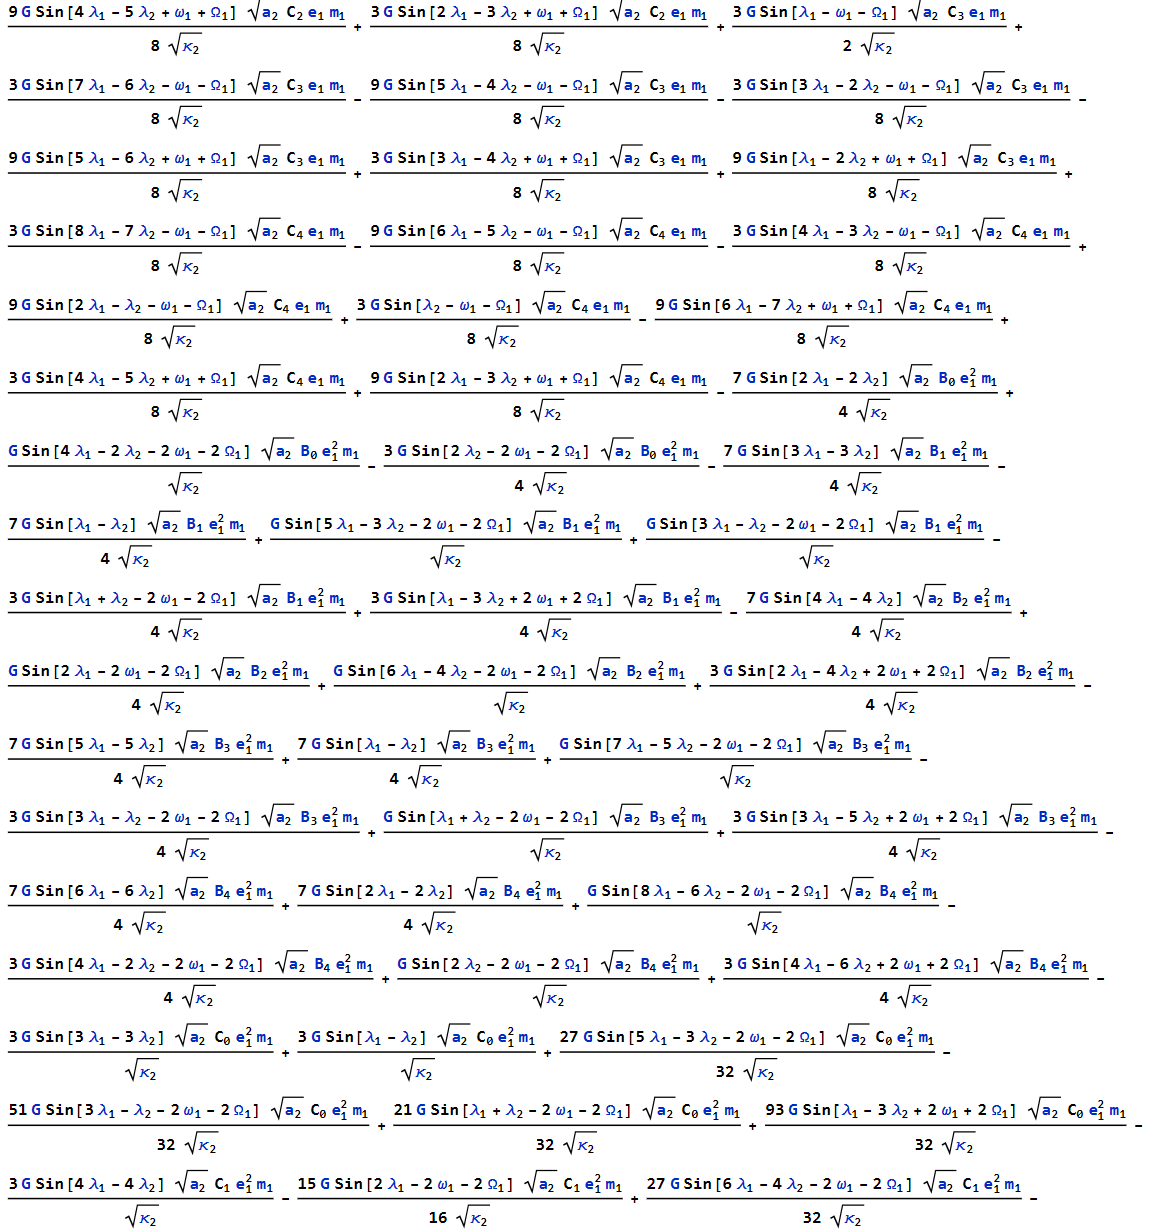 9 G Sin[4 λ₁ − 5 λ₂ + ω₁ + Ω₁] √a₂ C₂ e₁ m₁ / 8 √κ₂ + 3 G Sin[2 λ₁ − 3 λ₂ + ω₁ + Ω₁] √a₂ C₂ e₁ m₁ / 8 √κ₂ + 3 G Sin[λ₁ − ω₁ − Ω₁] √a₂ C₃ e₁ m₁ / 2 √κ₂ +
3 G Sin[7 λ₁ − 6 λ₂ − ω₁ − Ω₁] √a₂ C₃ e₁ m₁ / 8 √κ₂ − 9 G Sin[5 λ₁ − 4 λ₂ − ω₁ − Ω₁] √a₂ C₃ e₁ m₁ / 8 √κ₂ − 3 G Sin[3 λ₁ − 2 λ₂ − ω₁ − Ω₁] √a₂ C₃ e₁ m₁ / 8 √κ₂ −
9 G Sin[5 λ₁ − 6 λ₂ + ω₁ + Ω₁] √a₂ C₃ e₁ m₁ / 8 √κ₂ + 3 G Sin[3 λ₁ − 4 λ₂ + ω₁ + Ω₁] √a₂ C₃ e₁ m₁ / 8 √κ₂ + 9 G Sin[λ₁ − 2 λ₂ + ω₁ + Ω₁] √a₂ C₃ e₁ m₁ / 8 √κ₂ +
3 G Sin[8 λ₁ − 7 λ₂ − ω₁ − Ω₁] √a₂ C₄ e₁ m₁ / 8 √κ₂ − 9 G Sin[6 λ₁ − 5 λ₂ − ω₁ − Ω₁] √a₂ C₄ e₁ m₁ / 8 √κ₂ − 3 G Sin[4 λ₁ − 3 λ₂ − ω₁ − Ω₁] √a₂ C₄ e₁ m₁ / 8 √κ₂ +
9 G Sin[2 λ₁ − λ₂ − ω₁ − Ω₁] √a₂ C₄ e₁ m₁ / 8 √κ₂ + 3 G Sin[λ₂ − ω₁ − Ω₁] √a₂ C₄ e₁ m₁ / 8 √κ₂ − 9 G Sin[6 λ₁ − 7 λ₂ + ω₁ + Ω₁] √a₂ C₄ e₁ m₁ / 8 √κ₂ +
3 G Sin[4 λ₁ − 5 λ₂ + ω₁ + Ω₁] √a₂ C₄ e₁ m₁ / 8 √κ₂ + 9 G Sin[2 λ₁ − 3 λ₂ + ω₁ + Ω₁] √a₂ C₄ e₁ m₁ / 8 √κ₂ − 7 G Sin[2 λ₁ − 2 λ₂] √a₂ B₀ e₁² m₁ / 4 √κ₂ +
G Sin[4 λ₁ − 2 λ₂ − 2 ω₁ − 2 Ω₁] √a₂ B₀ e₁² m₁ / √κ₂ − 3 G Sin[2 λ₂ − 2 ω₁ − 2 Ω₁] √a₂ B₀ e₁² m₁ / 4 √κ₂ − 7 G Sin[3 λ₁ − 3 λ₂] √a₂ B₁ e₁² m₁ / 4 √κ₂ −
7 G Sin[λ₁ − λ₂] √a₂ B₁ e₁² m₁ / 4 √κ₂ + G Sin[5 λ₁ − 3 λ₂ − 2 ω₁ − 2 Ω₁] √a₂ B₁ e₁² m₁ / √κ₂ + G Sin[3 λ₁ − λ₂ − 2 ω₁ − 2 Ω₁] √a₂ B₁ e₁² m₁ / √κ₂ −
3 G Sin[λ₁ + λ₂ − 2 ω₁ − 2 Ω₁] √a₂ B₁ e₁² m₁ / 4 √κ₂ + 3 G Sin[λ₁ − 3 λ₂ + 2 ω₁ + 2 Ω₁] √a₂ B₁ e₁² m₁ / 4 √κ₂ − 7 G Sin[4 λ₁ − 4 λ₂] √a₂ B₂ e₁² m₁ / 4 √κ₂ +
G Sin[2 λ₁ − 2 ω₁ − 2 Ω₁] √a₂ B₂ e₁² m₁ / 4 √κ₂ + G Sin[6 λ₁ − 4 λ₂ − 2 ω₁ − 2 Ω₁] √a₂ B₂ e₁² m₁ / √κ₂ + 3 G Sin[2 λ₁ − 4 λ₂ + 2 ω₁ + 2 Ω₁] √a₂ B₂ e₁² m₁ / 4 √κ₂ −
7 G Sin[5 λ₁ − 5 λ₂] √a₂ B₃ e₁² m₁ / 4 √κ₂ + 7 G Sin[λ₁ − λ₂] √a₂ B₃ e₁² m₁ / 4 √κ₂ + G Sin[7 λ₁ − 5 λ₂ − 2 ω₁ − 2 Ω₁] √a₂ B₃ e₁² m₁ / √κ₂ −
3 G Sin[3 λ₁ − λ₂ − 2 ω₁ − 2 Ω₁] √a₂ B₃ e₁² m₁ / 4 √κ₂ + G Sin[λ₁ + λ₂ − 2 ω₁ − 2 Ω₁] √a₂ B₃ e₁² m₁ / √κ₂ + 3 G Sin[3 λ₁ − 5 λ₂ + 2 ω₁ + 2 Ω₁] √a₂ B₃ e₁² m₁ / 4 √κ₂ −
7 G Sin[6 λ₁ − 6 λ₂] √a₂ B₄ e₁² m₁ / 4 √κ₂ + 7 G Sin[2 λ₁ − 2 λ₂] √a₂ B₄ e₁² m₁ / 4 √κ₂ + G Sin[8 λ₁ − 6 λ₂ − 2 ω₁ − 2 Ω₁] √a₂ B₄ e₁² m₁ / √κ₂ −
3 G Sin[4 λ₁ − 2 λ₂ − 2 ω₁ − 2 Ω₁] √a₂ B₄ e₁² m₁ / 4 √κ₂ + G Sin[2 λ₂ − 2 ω₁ − 2 Ω₁] √a₂ B₄ e₁² m₁ / √κ₂ + 3 G Sin[4 λ₁ − 6 λ₂ + 2 ω₁ + 2 Ω₁] √a₂ B₄ e₁² m₁ / 4 √κ₂ −
3 G Sin[3 λ₁ − 3 λ₂] √a₂ C₀ e₁² m₁ / √κ₂ + 3 G Sin[λ₁ − λ₂] √a₂ C₀ e₁² m₁ / √κ₂ + 27 G Sin[5 λ₁ − 3 λ₂ − 2 ω₁ − 2 Ω₁] √a₂ C₀ e₁² m₁ / 32 √κ₂ −
51 G Sin[3 λ₁ − λ₂ − 2 ω₁ − 2 Ω₁] √a₂ C₀ e₁² m₁ / 32 √κ₂ + 21 G Sin[λ₁ + λ₂ − 2 ω₁ − 2 Ω₁] √a₂ C₀ e₁² m₁ / 32 √κ₂ + 93 G Sin[λ₁ − 3 λ₂ + 2 ω₁ + 2 Ω₁] √a₂ C₀ e₁² m₁ / 32 √κ₂ −
3 G Sin[4 λ₁ − 4 λ₂] √a₂ C₁ e₁² m₁ / √κ₂ − 15 G Sin[2 λ₁ − 2 ω₁ − 2 Ω₁] √a₂ C₁ e₁² m₁ / 16 √κ₂ + 27 G Sin[6 λ₁ − 4 λ₂ − 2 ω₁ − 2 Ω₁] √a₂ C₁ e₁² m₁ / 32 √κ₂ −